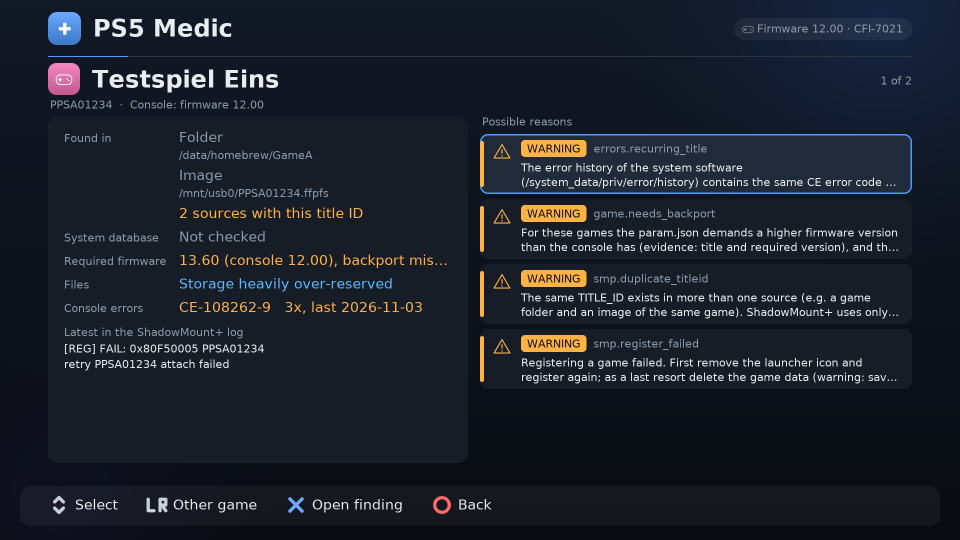 PS5 Medic
Firmware 12.00 · CFI-7021
Testspiel Eins
1 of 2
PPSA01234 · Console: firmware 12.00
Found in
Folder
/data/homebrew/GameA
Image
/mnt/usb0/PPSA01234.ffpfs
2 sources with this title ID
System database Not checked
Required firmware 13.60 (console 12.00), backport mis…
Files Storage heavily over-reserved
Console errors CE-108262-9 3x, last 2026-11-03
Latest in the ShadowMount+ log
[REG] FAIL: 0x80F50005 PPSA01234
retry PPSA01234 attach failed
Possible reasons
WARNING errors.recurring_title
The error history of the system software
(/system_data/priv/error/history) contains the same CE error code …
WARNING game.needs_backport
For these games the param.json demands a higher firmware version
than the console has (evidence: title and required version), and th…
WARNING smp.duplicate_titleid
The same TITLE_ID exists in more than one source (e.g. a game
folder and an image of the same game). ShadowMount+ uses only…
WARNING smp.register_failed
Registering a game failed. First remove the launcher icon and
register again; as a last resort delete the game data (warning: sav…
Select LR Other game Open finding Back